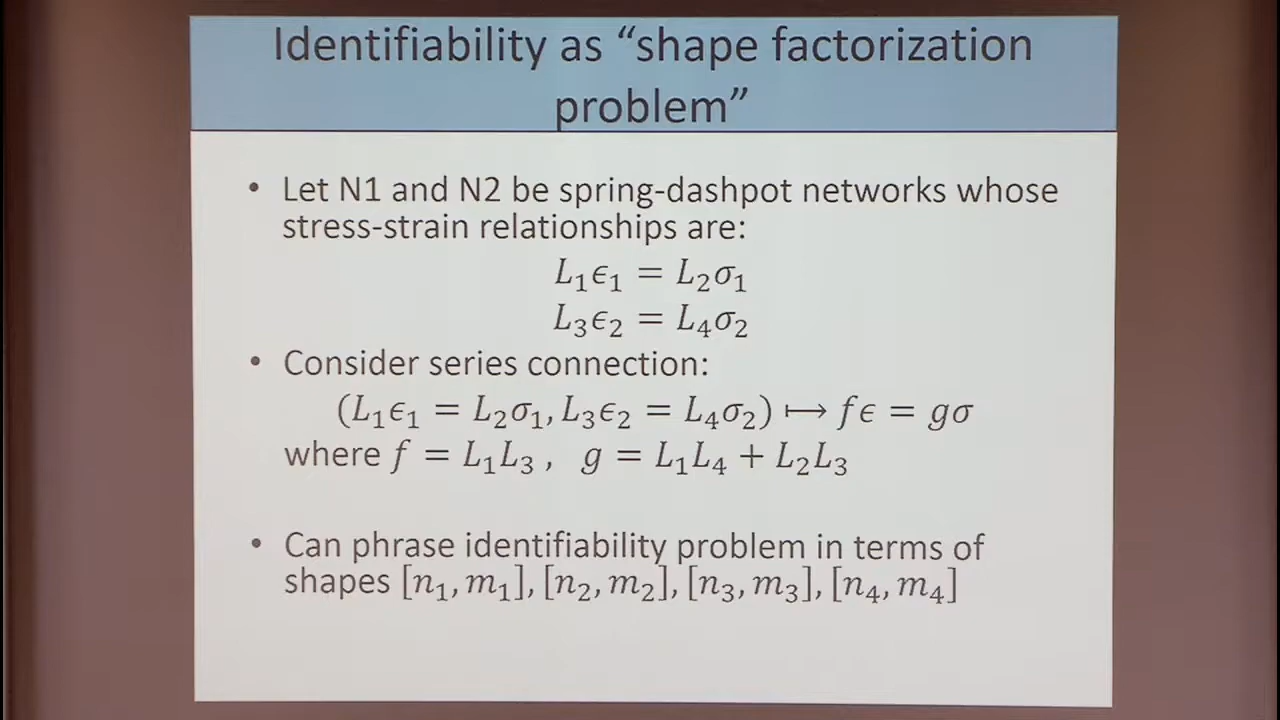 Identifiability as “shape factorization
problem”
• Let N1 and N2 be spring-dashpot networks whose
stress-strain relationships are:
L₁ϵ₁ = L₂σ₁
L₃ϵ₂ = L₄σ₂
• Consider series connection:
(L₁ϵ₁ = L₂σ₁, L₃ϵ₂ = L₄σ₂) ↦ fϵ = gσ
where f = L₁L₃ , g = L₁L₄ + L₂L₃
• Can phrase identifiability problem in terms of
shapes [n₁, m₁], [n₂, m₂], [n₃, m₃], [n₄, m₄]